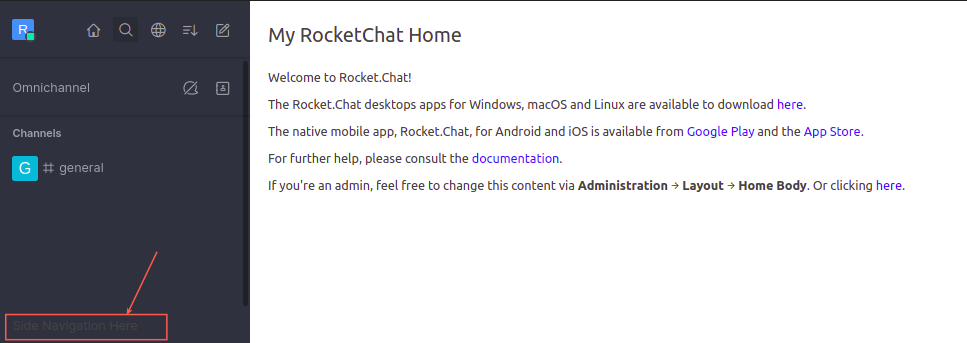 R
Omnichannel
Channels
G general
Side Navigation Here
My RocketChat Home
Welcome to Rocket.Chat!
The Rocket.Chat desktops apps for Windows, macOS and Linux are available to download here.
The native mobile app, Rocket.Chat, for Android and iOS is available from Google Play and the App Store.
For further help, please consult the documentation.
If you're an admin, feel free to change this content via Administration → Layout → Home Body. Or clicking here.